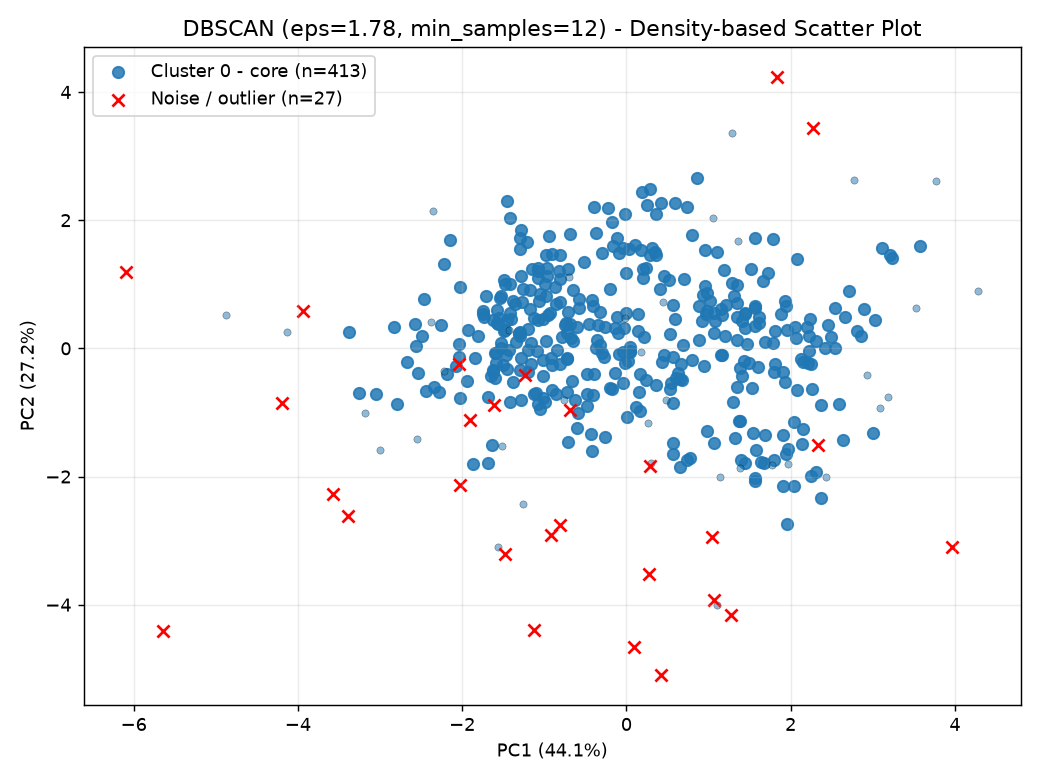 DBSCAN (eps=1.78, min_samples=12) - Density-based Scatter Plot
Cluster 0 - core (n=413)
Noise / outlier (n=27)
4
2
0
−2
−4
PC2 (27.2%)
−6 −4 −2 0 2 4
PC1 (44.1%)